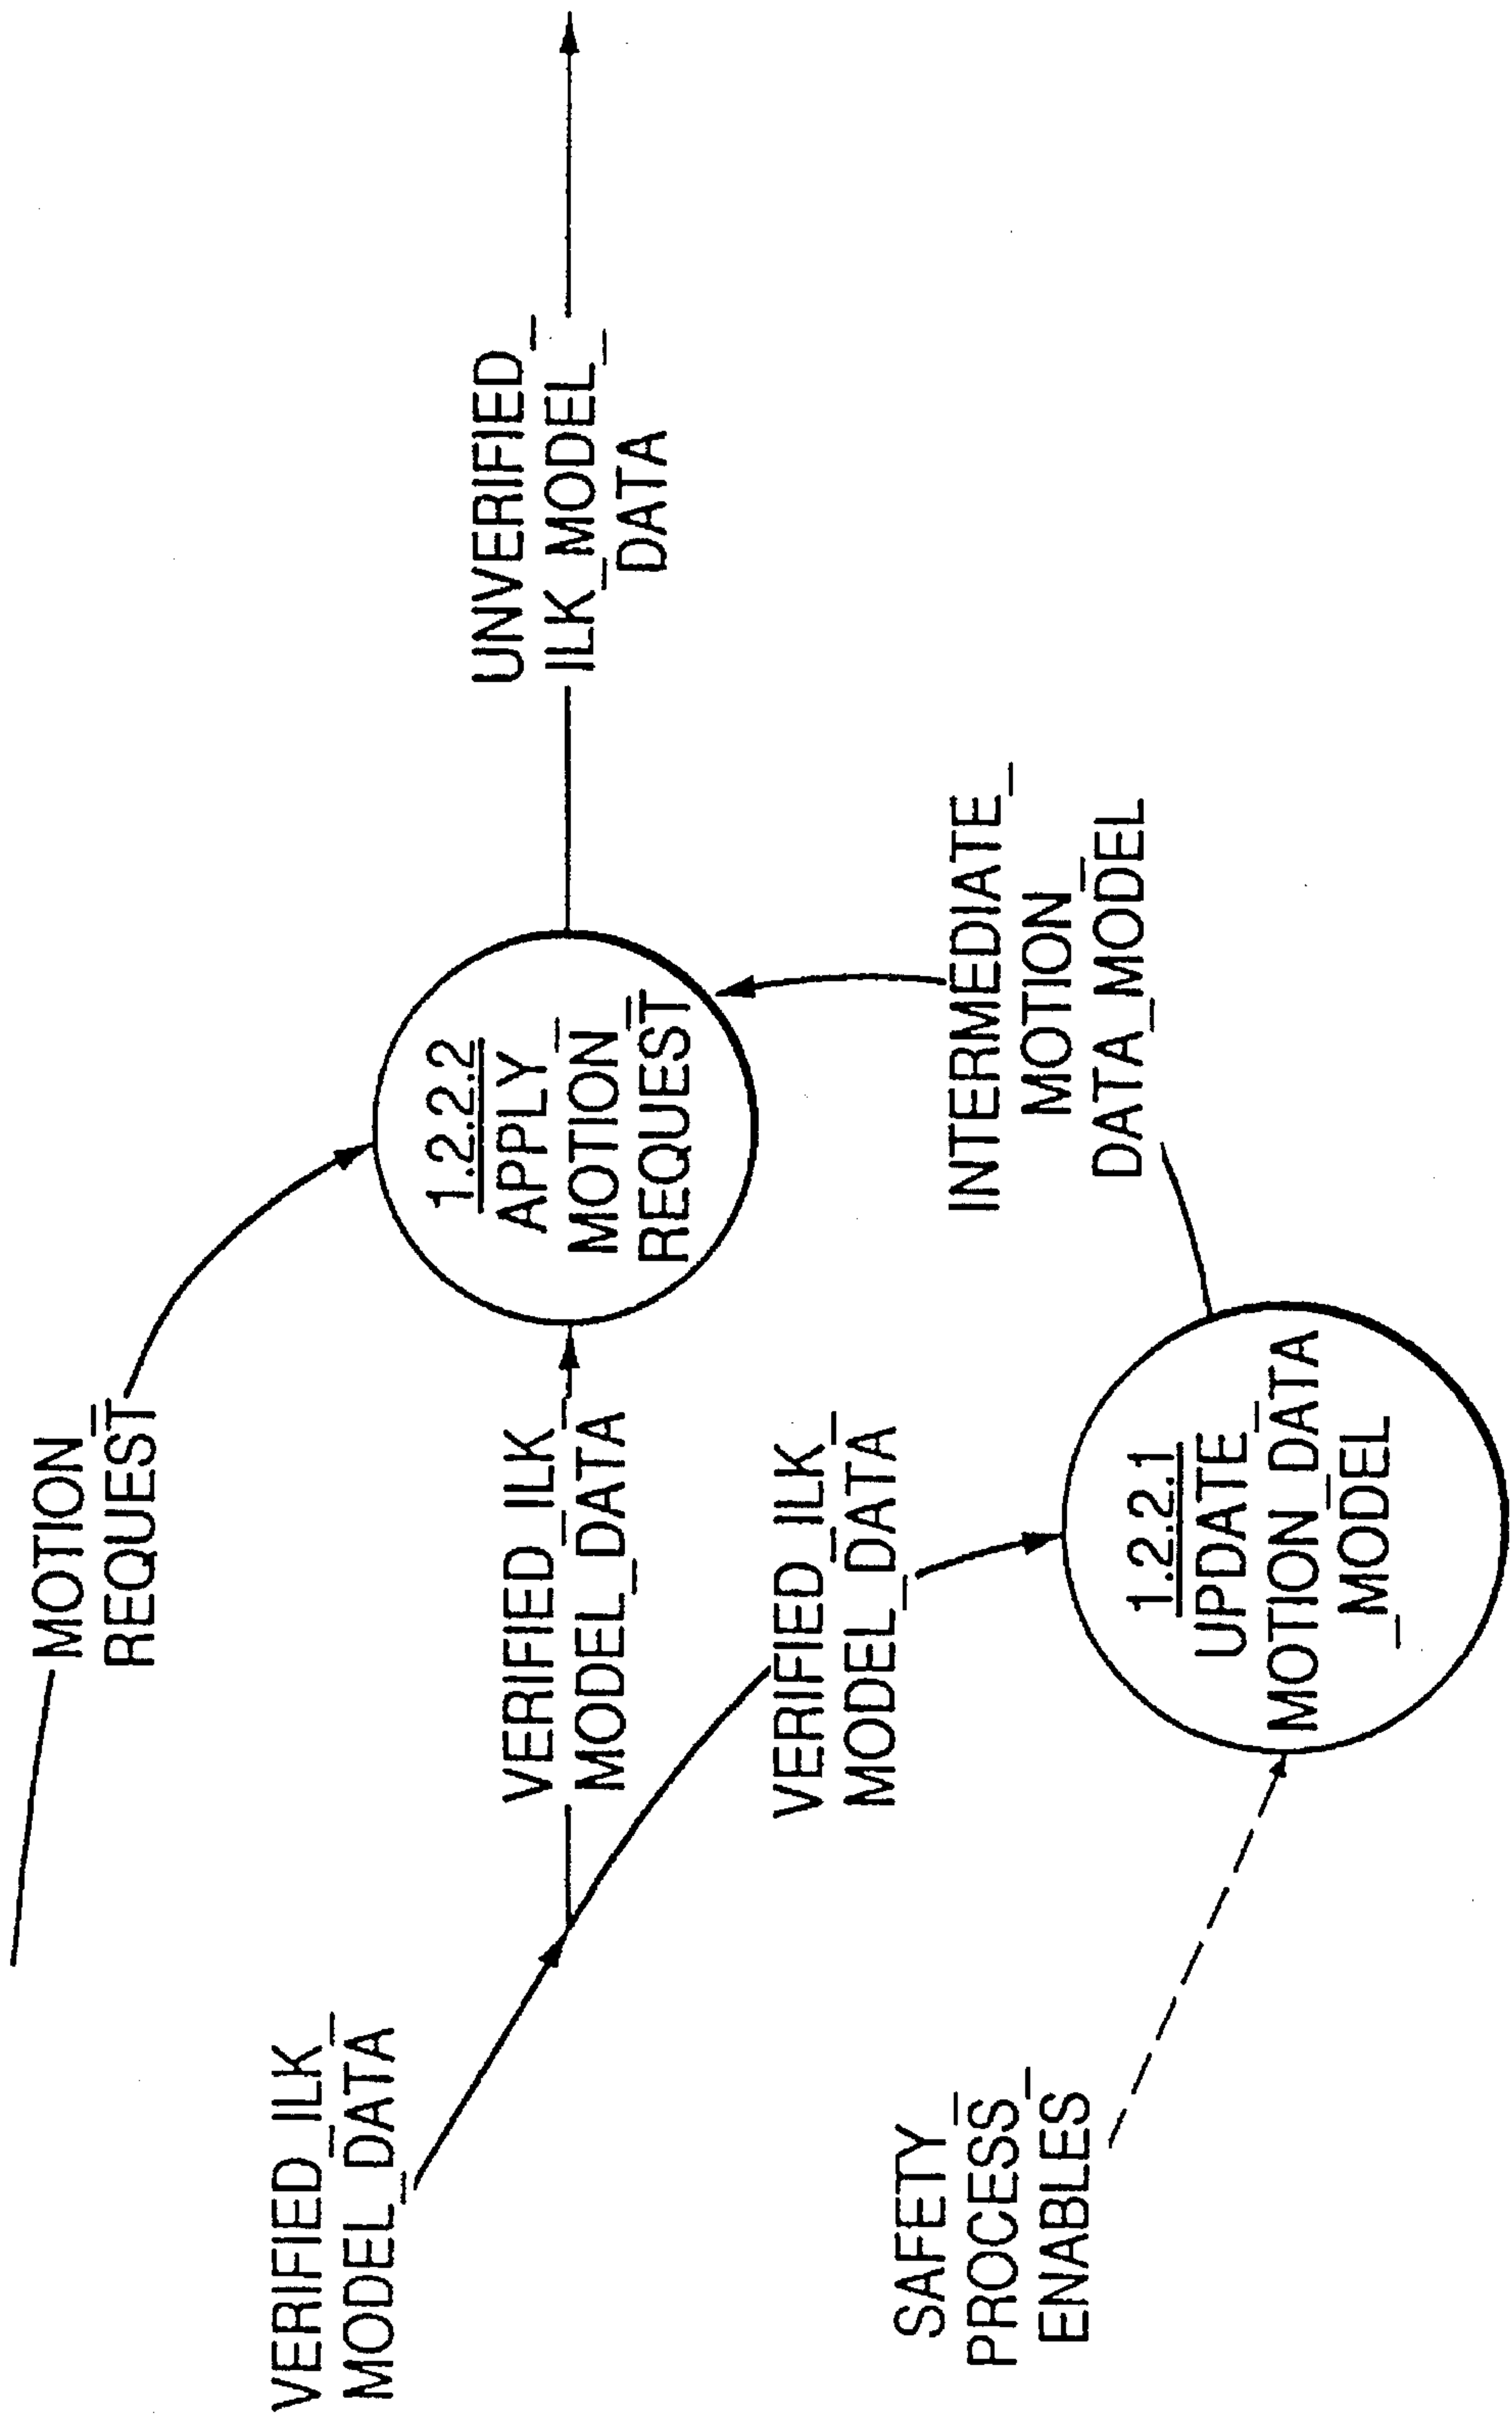 MOTION_
REQUEST
VERIFIED_ILK_
MODEL_DATA
VERIFIED_ILK_
MODEL_DATA
1.2.2.2
APPLY_
MOTION_
REQUEST
UNVERIFIED_
ILK_MODEL_
DATA
VERIFIED_ILK_
MODEL_DATA
INTERMEDIATE_
MOTION_
DATA_MODEL
SAFETY_
PROCESS_
ENABLES
1.2.2.1
UPDATE_
MOTION_DATA
_MODEL